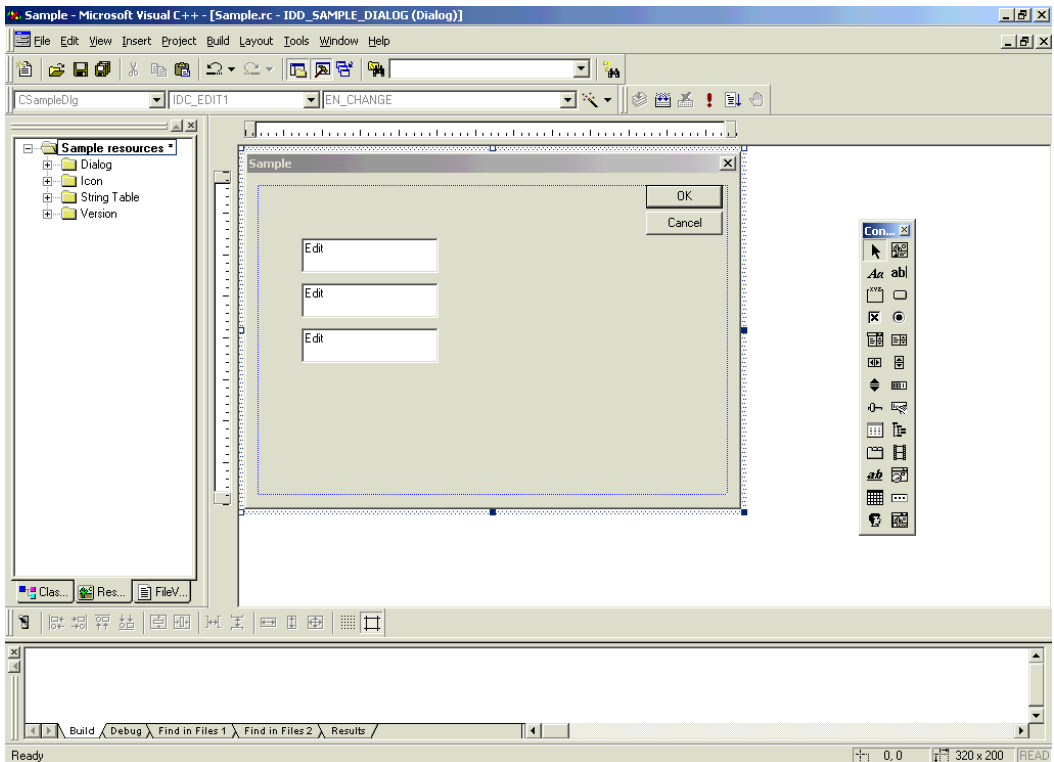 Sample - Microsoft Visual C++ - [Sample.rc - IDD_SAMPLE_DIALOG (Dialog)]
File Edit View Insert Project Build Layout Tools Window Help
CSampleDlg IDC_EDIT1 EN_CHANGE
Sample resources *
Dialog
Icon
String Table
Version
Sample
OK
Cancel
Edit
Edit
Edit
Con...
Aa ab|
XYZ
ab
Clas... Res... FileV...
Build Debug Find in Files 1 Find in Files 2 Results
Ready 0, 0 320 x 200 READ